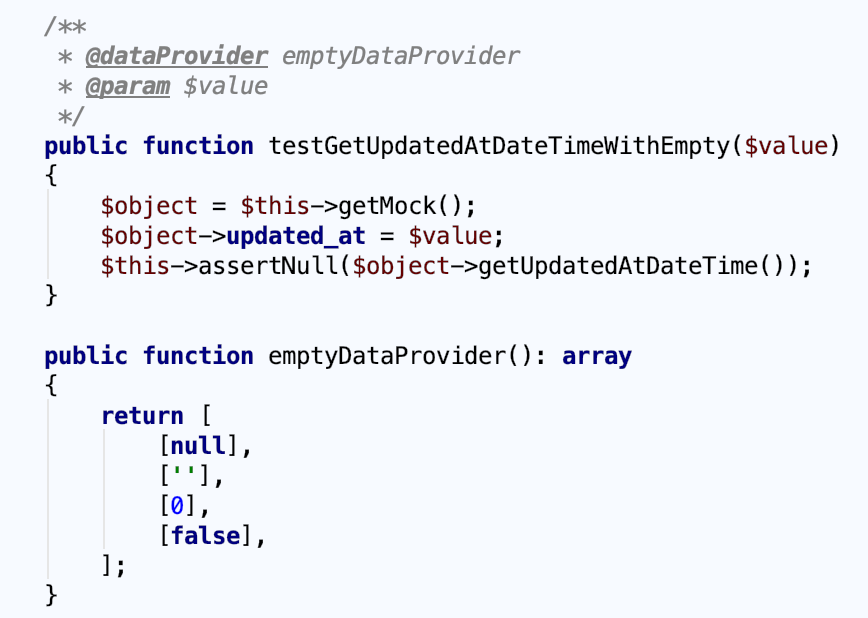 /**
 * @dataProvider emptyDataProvider
 * @param $value
 */
public function testGetUpdatedAtDateTimeWithEmpty($value)
{
    $object = $this->getMock();
    $object->updated_at = $value;
    $this->assertNull($object->getUpdatedAtDateTime());
}

public function emptyDataProvider(): array
{
    return [
        [null],
        [''],
        [0],
        [false],
    ];
}